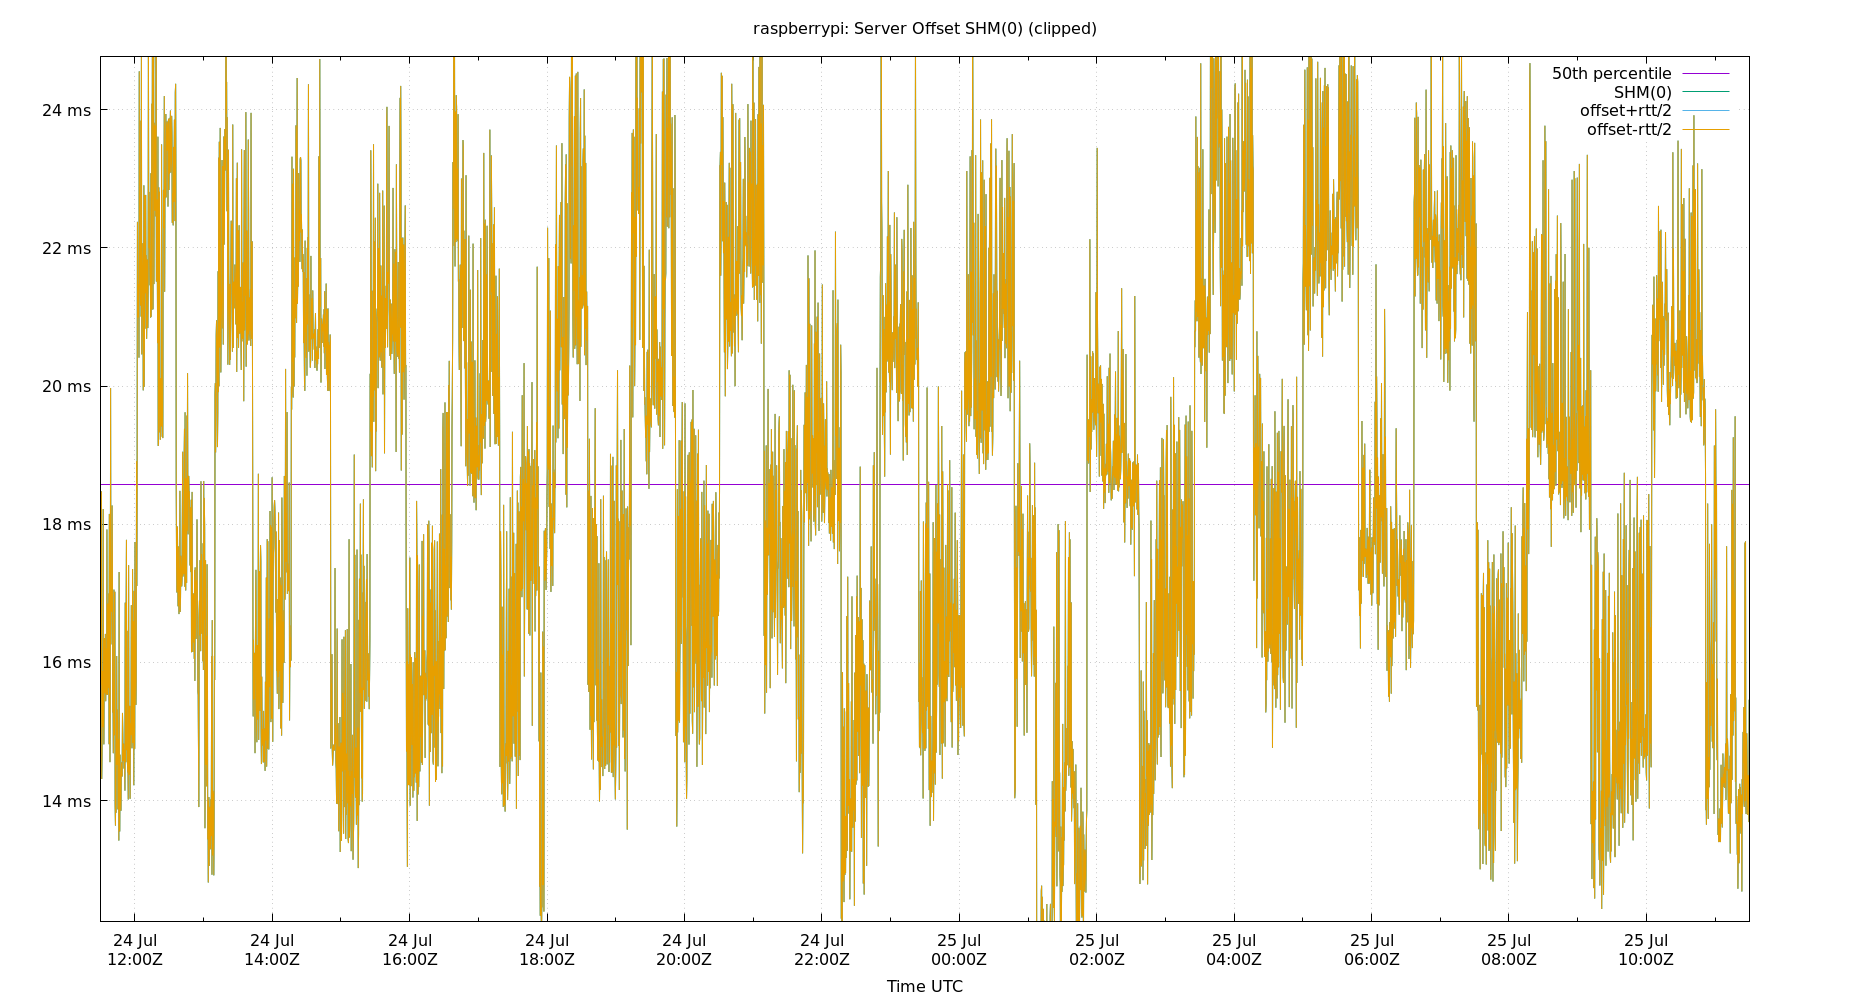 raspberrypi: Server Offset SHM(0) (clipped)
50th percentile
SHM(0)
offset+rtt/2
offset-rtt/2
24 ms
22 ms
20 ms
18 ms
16 ms
14 ms
24 Jul 24 Jul 24 Jul 24 Jul 24 Jul 24 Jul 25 Jul 25 Jul 25 Jul 25 Jul 25 Jul 25 Jul
12:00Z 14:00Z 16:00Z 18:00Z 20:00Z 22:00Z 00:00Z 02:00Z 04:00Z 06:00Z 08:00Z 10:00Z
Time UTC